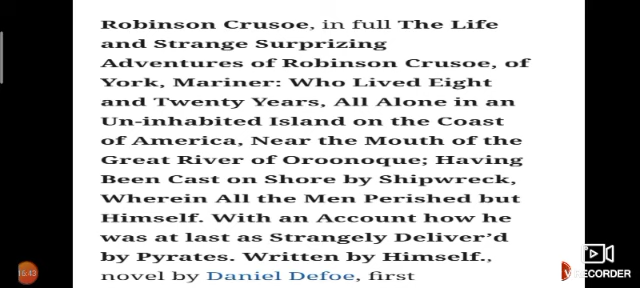 Robinson Crusoe, in full The Life
and Strange Surprizing
Adventures of Robinson Crusoe, of
York, Mariner: Who Lived Eight
and Twenty Years, All Alone in an
Un-inhabited Island on the Coast
of America, Near the Mouth of the
Great River of Oroonoque; Having
Been Cast on Shore by Shipwreck,
Wherein All the Men Perished but
Himself. With an Account how he
was at last as Strangely Deliver’d
by Pyrates. Written by Himself.,
novel by Daniel Defoe, first
16:43
RECORDER